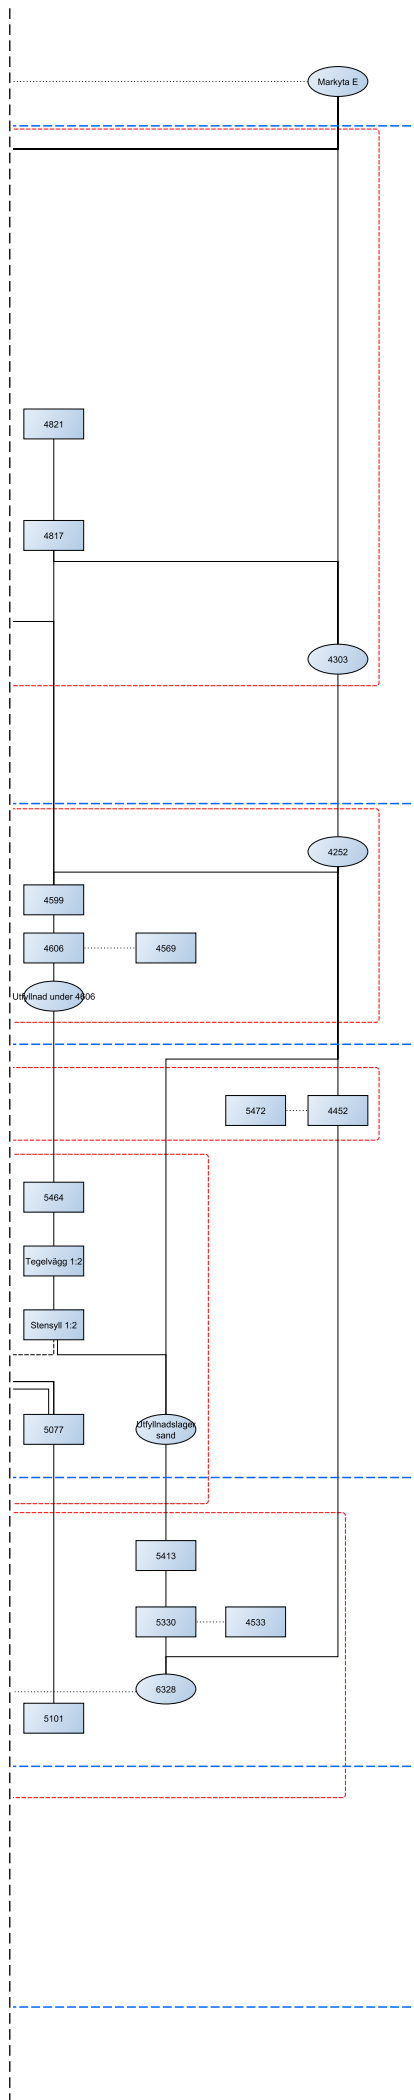 Markyta E
4821
4817
4303
4252
4599
4606
4569
Utfyllnad under 4606
5472
4452
5464
Tegelvägg 1:2
Stensyll 1:2
5077
Utfyllnadslager
sand
5413
5330
4533
6328
5101